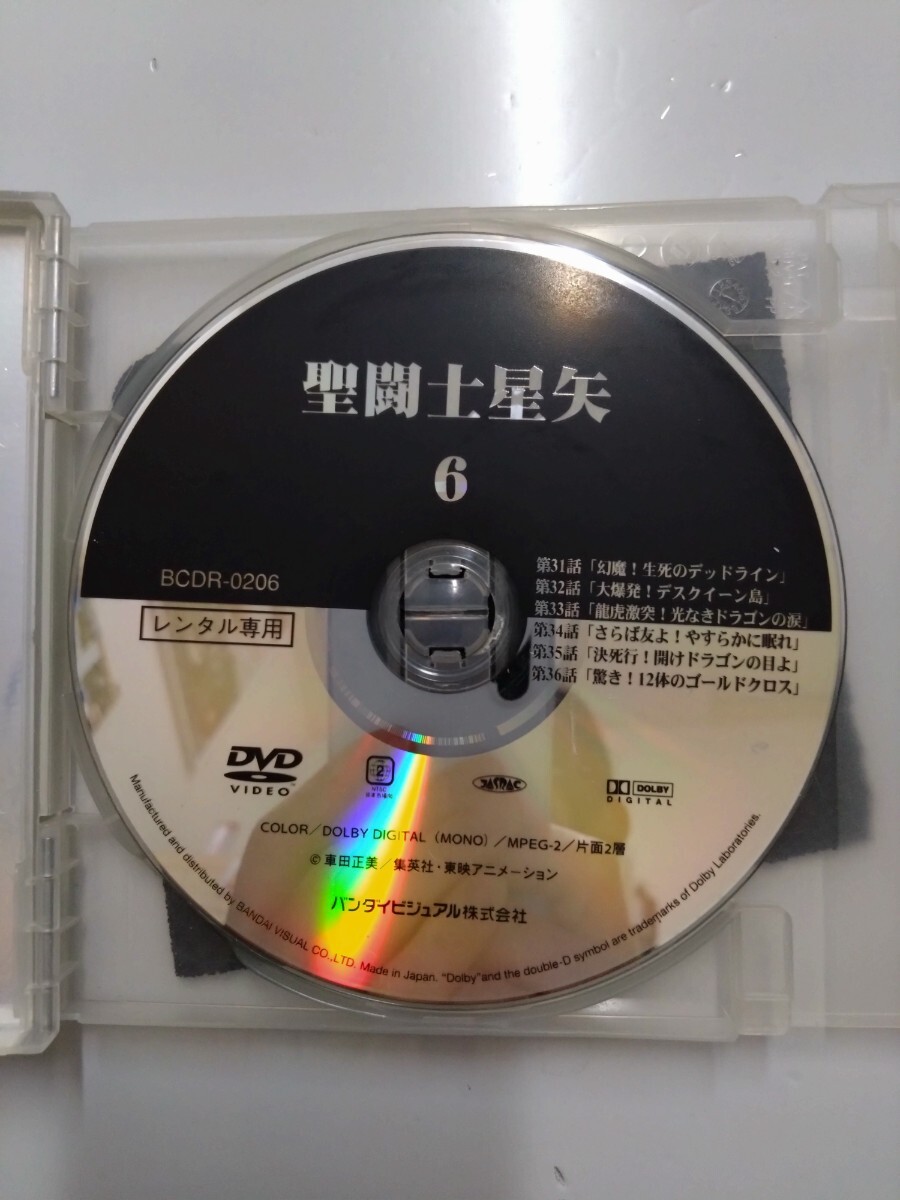 聖闘士星矢
6
BCDR-0206
レンタル専用
第31話「幻魔！生死のデッドライン」
第32話「大爆発！デスクイーン島」
第33話「龍虎激突！光なきドラゴンの涙」
第34話「さらば友よ！やすらかに眠れ」
第35話「決死行！開けドラゴンの目よ」
第36話「驚き！12体のゴールドクロス」
DVD
VIDEO
2
NTSC
日本市場向
JASRAC
DOLBY
DIGITAL
COLOR／DOLBY DIGITAL（MONO）／MPEG-2／片面2層
©車田正美／集英社・東映アニメーション
バンダイビジュアル株式会社
Manufactured and distributed by BANDAI VISUAL CO.,LTD. Made in Japan. "Dolby"and the double-D symbol are trademarks of Dolby Laboratories.